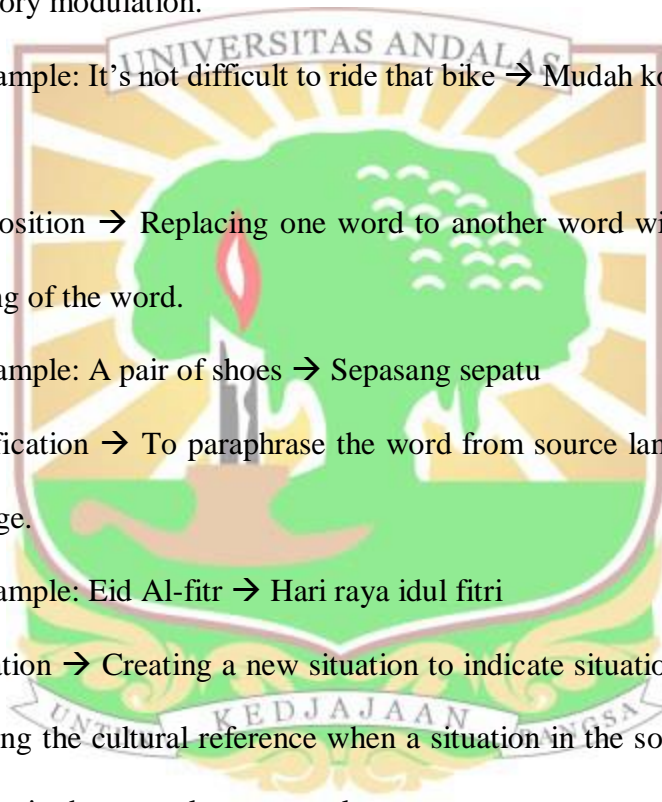 ory modulation.
UNIVERSITAS ANDALAS
ample: It’s not difficult to ride that bike → Mudah ko
osition → Replacing one word to another word wi
g of the word.
ample: A pair of shoes → Sepasang sepatu
fication → To paraphrase the word from source lan
ge.
ample: Eid Al-fitr → Hari raya idul fitri
ation → Creating a new situation to indicate situatio
UNTUK KEDJAJAAN BANGSA
ng the cultural reference when a situation in the so